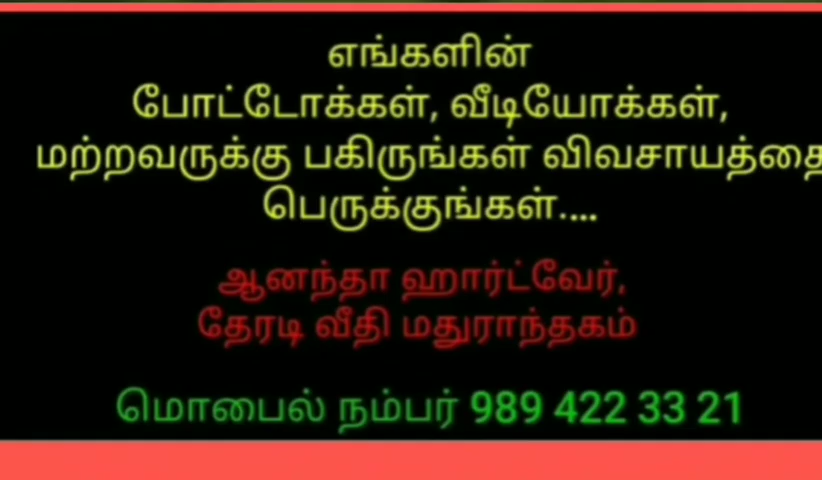 எங்களின்
போட்டோக்கள், வீடியோக்கள்,
மற்றவருக்கு பகிருங்கள் விவசாயத்தை
பெருக்குங்கள்....
ஆனந்தா ஹார்ட்வேர்,
தேரடி வீதி மதுராந்தகம்
மொபைல் நம்பர் 989 422 33 21